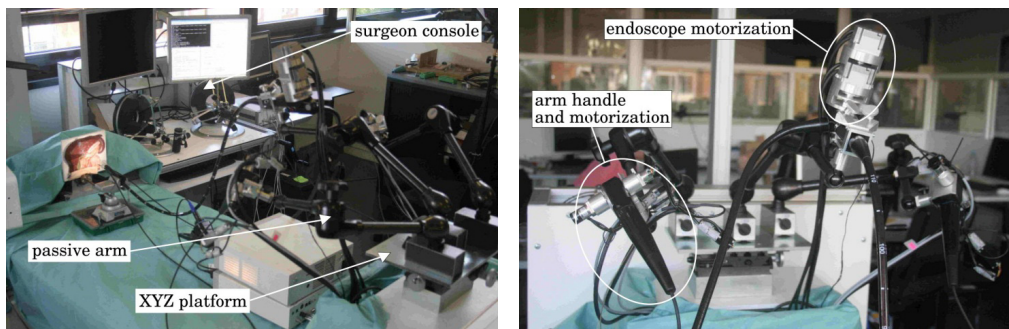 surgeon console
passive arm
XYZ platform
endoscope motorization
arm handle
and motorization